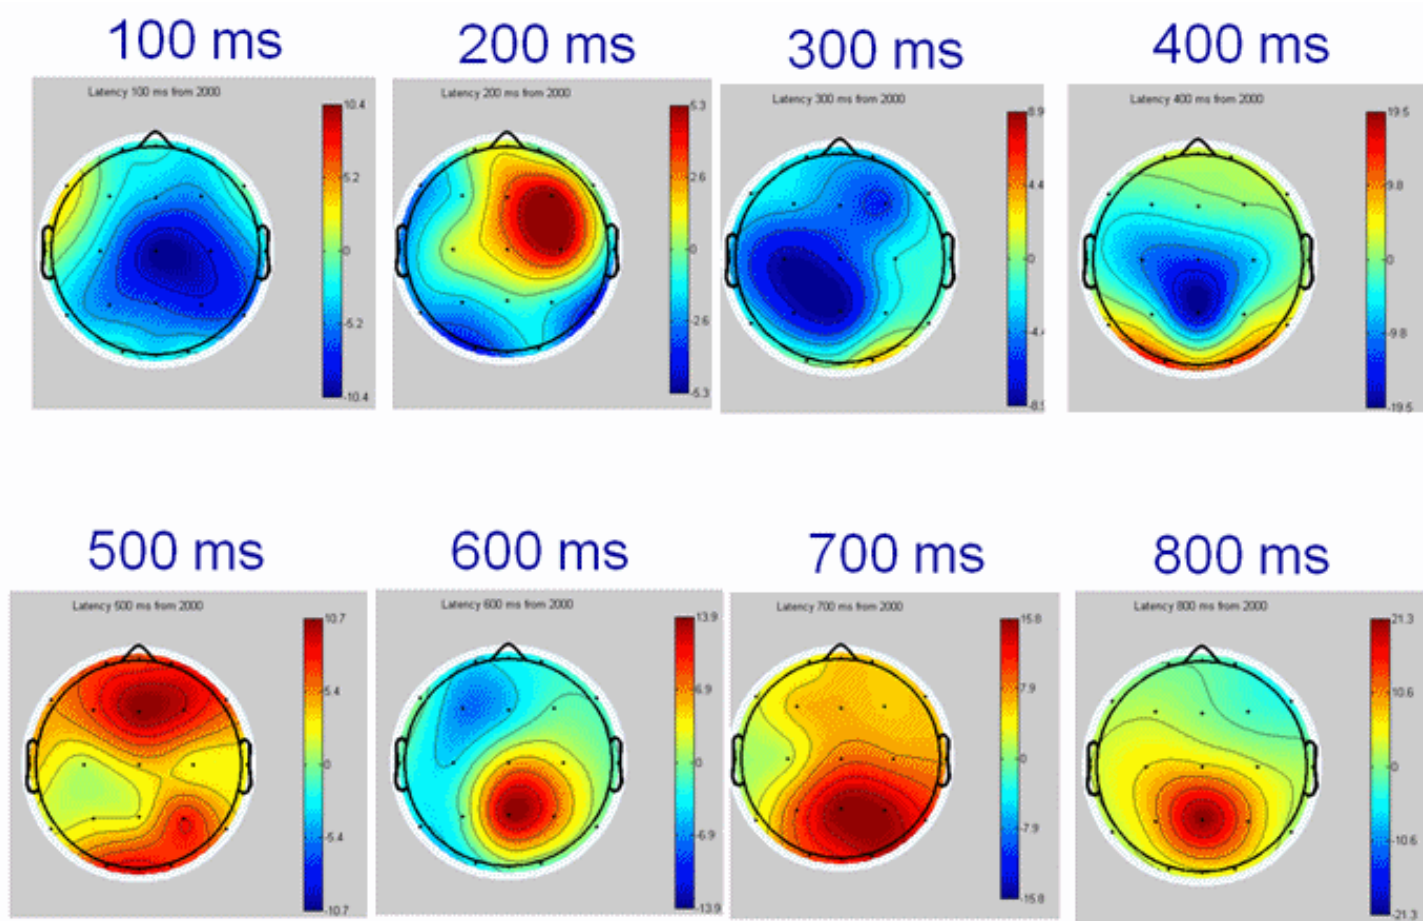 100 ms
200 ms
300 ms
400 ms
Latency 100 ms from 2000
10.4
5.2
0
-5.2
-10.4
Latency 200 ms from 2000
5.3
2.6
0
-2.6
-5.3
Latency 300 ms from 2000
8.9
4.4
0
-4.4
-8.9
Latency 400 ms from 2000
19.5
9.8
0
-9.8
-19.5
500 ms
600 ms
700 ms
800 ms
Latency 500 ms from 2000
10.7
5.4
0
-5.4
-10.7
Latency 600 ms from 2000
13.9
6.9
0
-6.9
-13.9
Latency 700 ms from 2000
15.8
7.9
0
-7.9
-15.8
Latency 800 ms from 2000
21.3
10.6
0
-10.6
-21.3